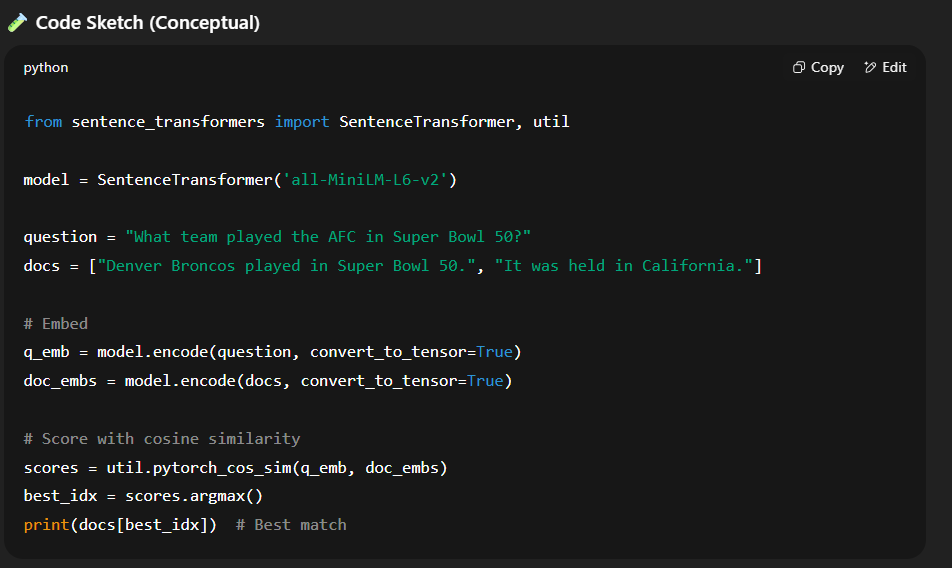 🧪 Code Sketch (Conceptual)
python
Copy
Edit
from sentence_transformers import SentenceTransformer, util
model = SentenceTransformer('all-MiniLM-L6-v2')
question = "What team played the AFC in Super Bowl 50?"
docs = ["Denver Broncos played in Super Bowl 50.", "It was held in California."]
# Embed
q_emb = model.encode(question, convert_to_tensor=True)
doc_embs = model.encode(docs, convert_to_tensor=True)
# Score with cosine similarity
scores = util.pytorch_cos_sim(q_emb, doc_embs)
best_idx = scores.argmax()
print(docs[best_idx])  # Best match